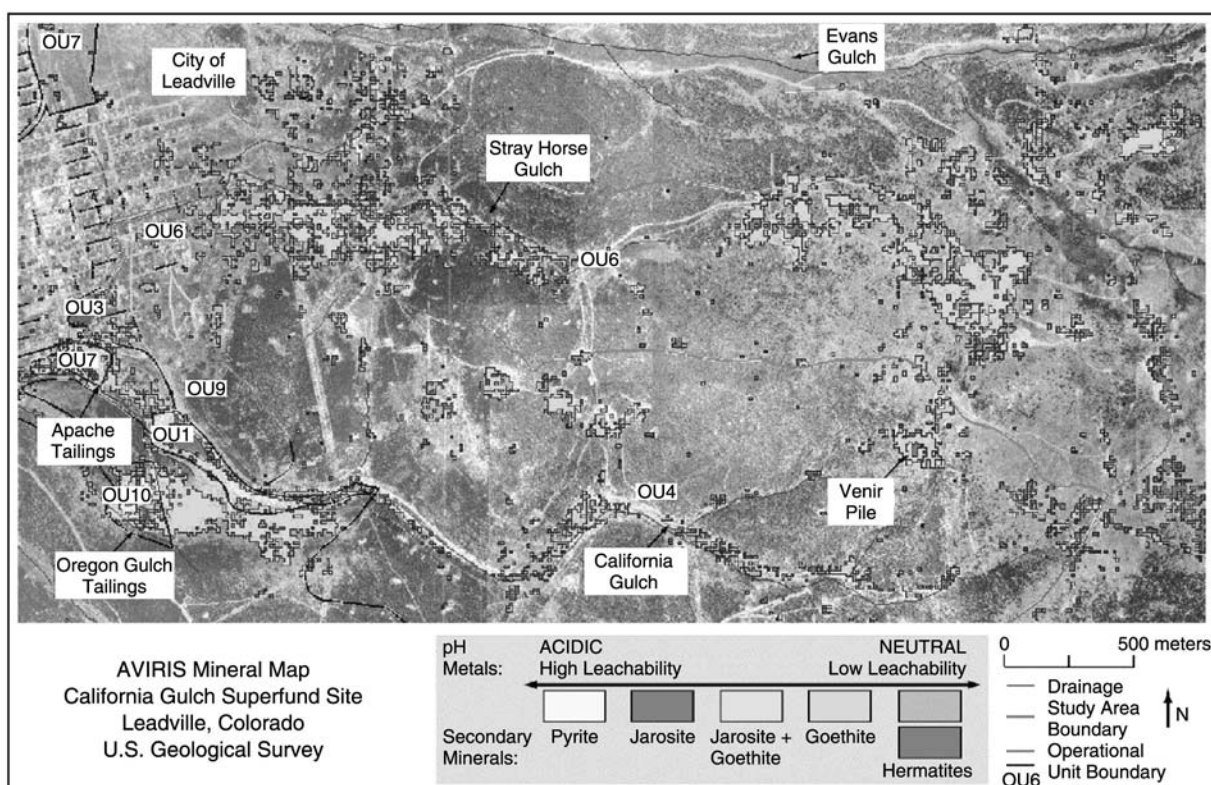 OU7
City of
Leadville
Evans
Gulch
Stray Horse
Gulch
OU6
OU6
OU3
OU7
OU9
Apache
Tailings
OU1
OU10
OU4
Venir
Pile
Oregon Gulch
Tailings
California
Gulch
AVIRIS Mineral Map
California Gulch Superfund Site
Leadville, Colorado
U.S. Geological Survey
pH ACIDIC NEUTRAL
Metals: High Leachability Low Leachability
Secondary
Minerals:
Pyrite
Jarosite
Jarosite +
Goethite
Goethite
Hermatites
0 500 meters
Drainage
Study Area
Boundary
Operational
Unit Boundary
OU6
N